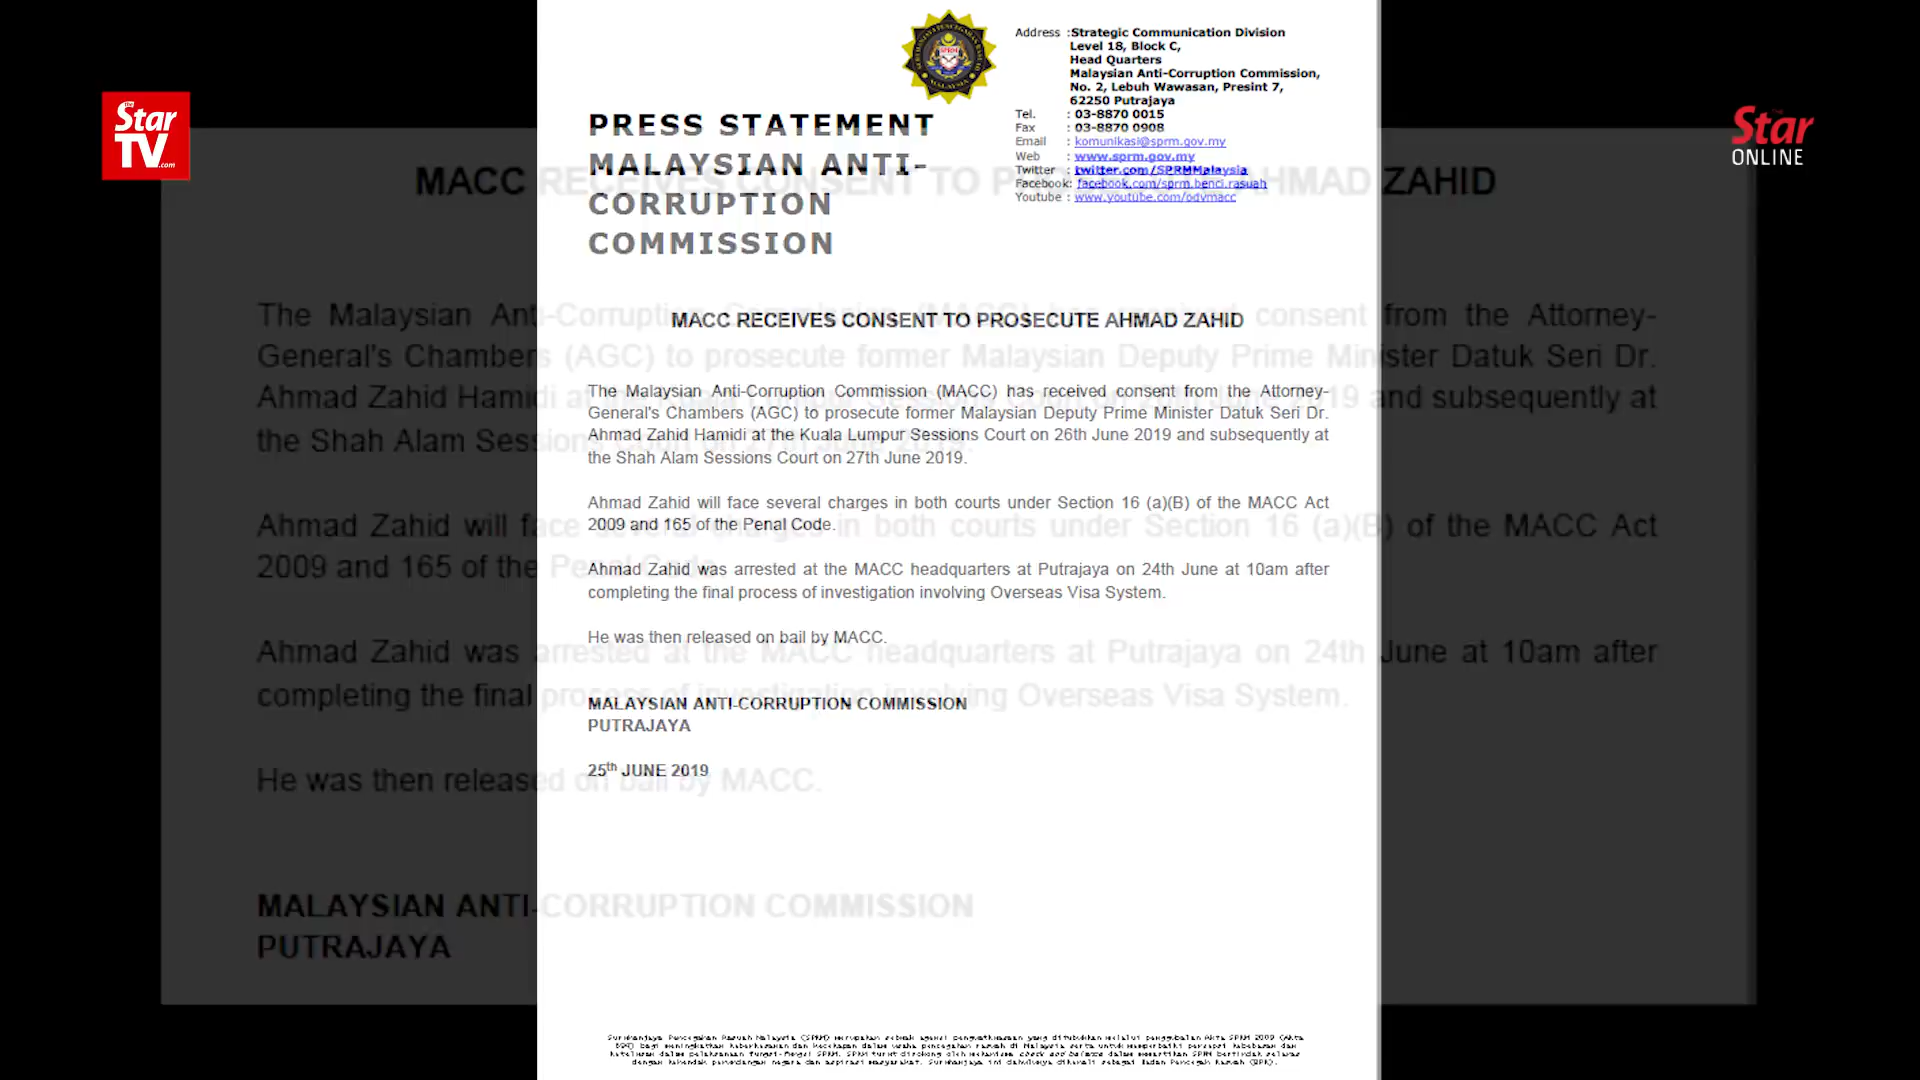 The
Star
TV.com
The
Star
ONLINE
PRESS STATEMENT
MALAYSIAN ANTI-
CORRUPTION
COMMISSION
Address :Strategic Communication Division
Level 18, Block C,
Head Quarters
Malaysian Anti-Corruption Commission,
No. 2, Lebuh Wawasan, Presint 7,
62250 Putrajaya
Tel. : 03-8870 0015
Fax : 03-8870 0908
Email : komunikasi@sprm.gov.my
Web : www.sprm.gov.my
Twitter : twitter.com/SPRMMalaysia
Facebook: facebook.com/sprm.benci.rasuah
Youtube : www.youtube.com/odvmacc
MACC RECEIVES CONSENT TO PROSECUTE AHMAD ZAHID
The Malaysian Anti-Corruption Commission (MACC) has received consent from the Attorney-
General's Chambers (AGC) to prosecute former Malaysian Deputy Prime Minister Datuk Seri Dr.
Ahmad Zahid Hamidi at the Kuala Lumpur Sessions Court on 26th June 2019 and subsequently at
the Shah Alam Sessions Court on 27th June 2019.
Ahmad Zahid will face several charges in both courts under Section 16 (a)(B) of the MACC Act
2009 and 165 of the Penal Code.
Ahmad Zahid was arrested at the MACC headquarters at Putrajaya on 24th June at 10am after
completing the final process of investigation involving Overseas Visa System.
He was then released on bail by MACC.
MALAYSIAN ANTI-CORRUPTION COMMISSION
PUTRAJAYA
25th JUNE 2019